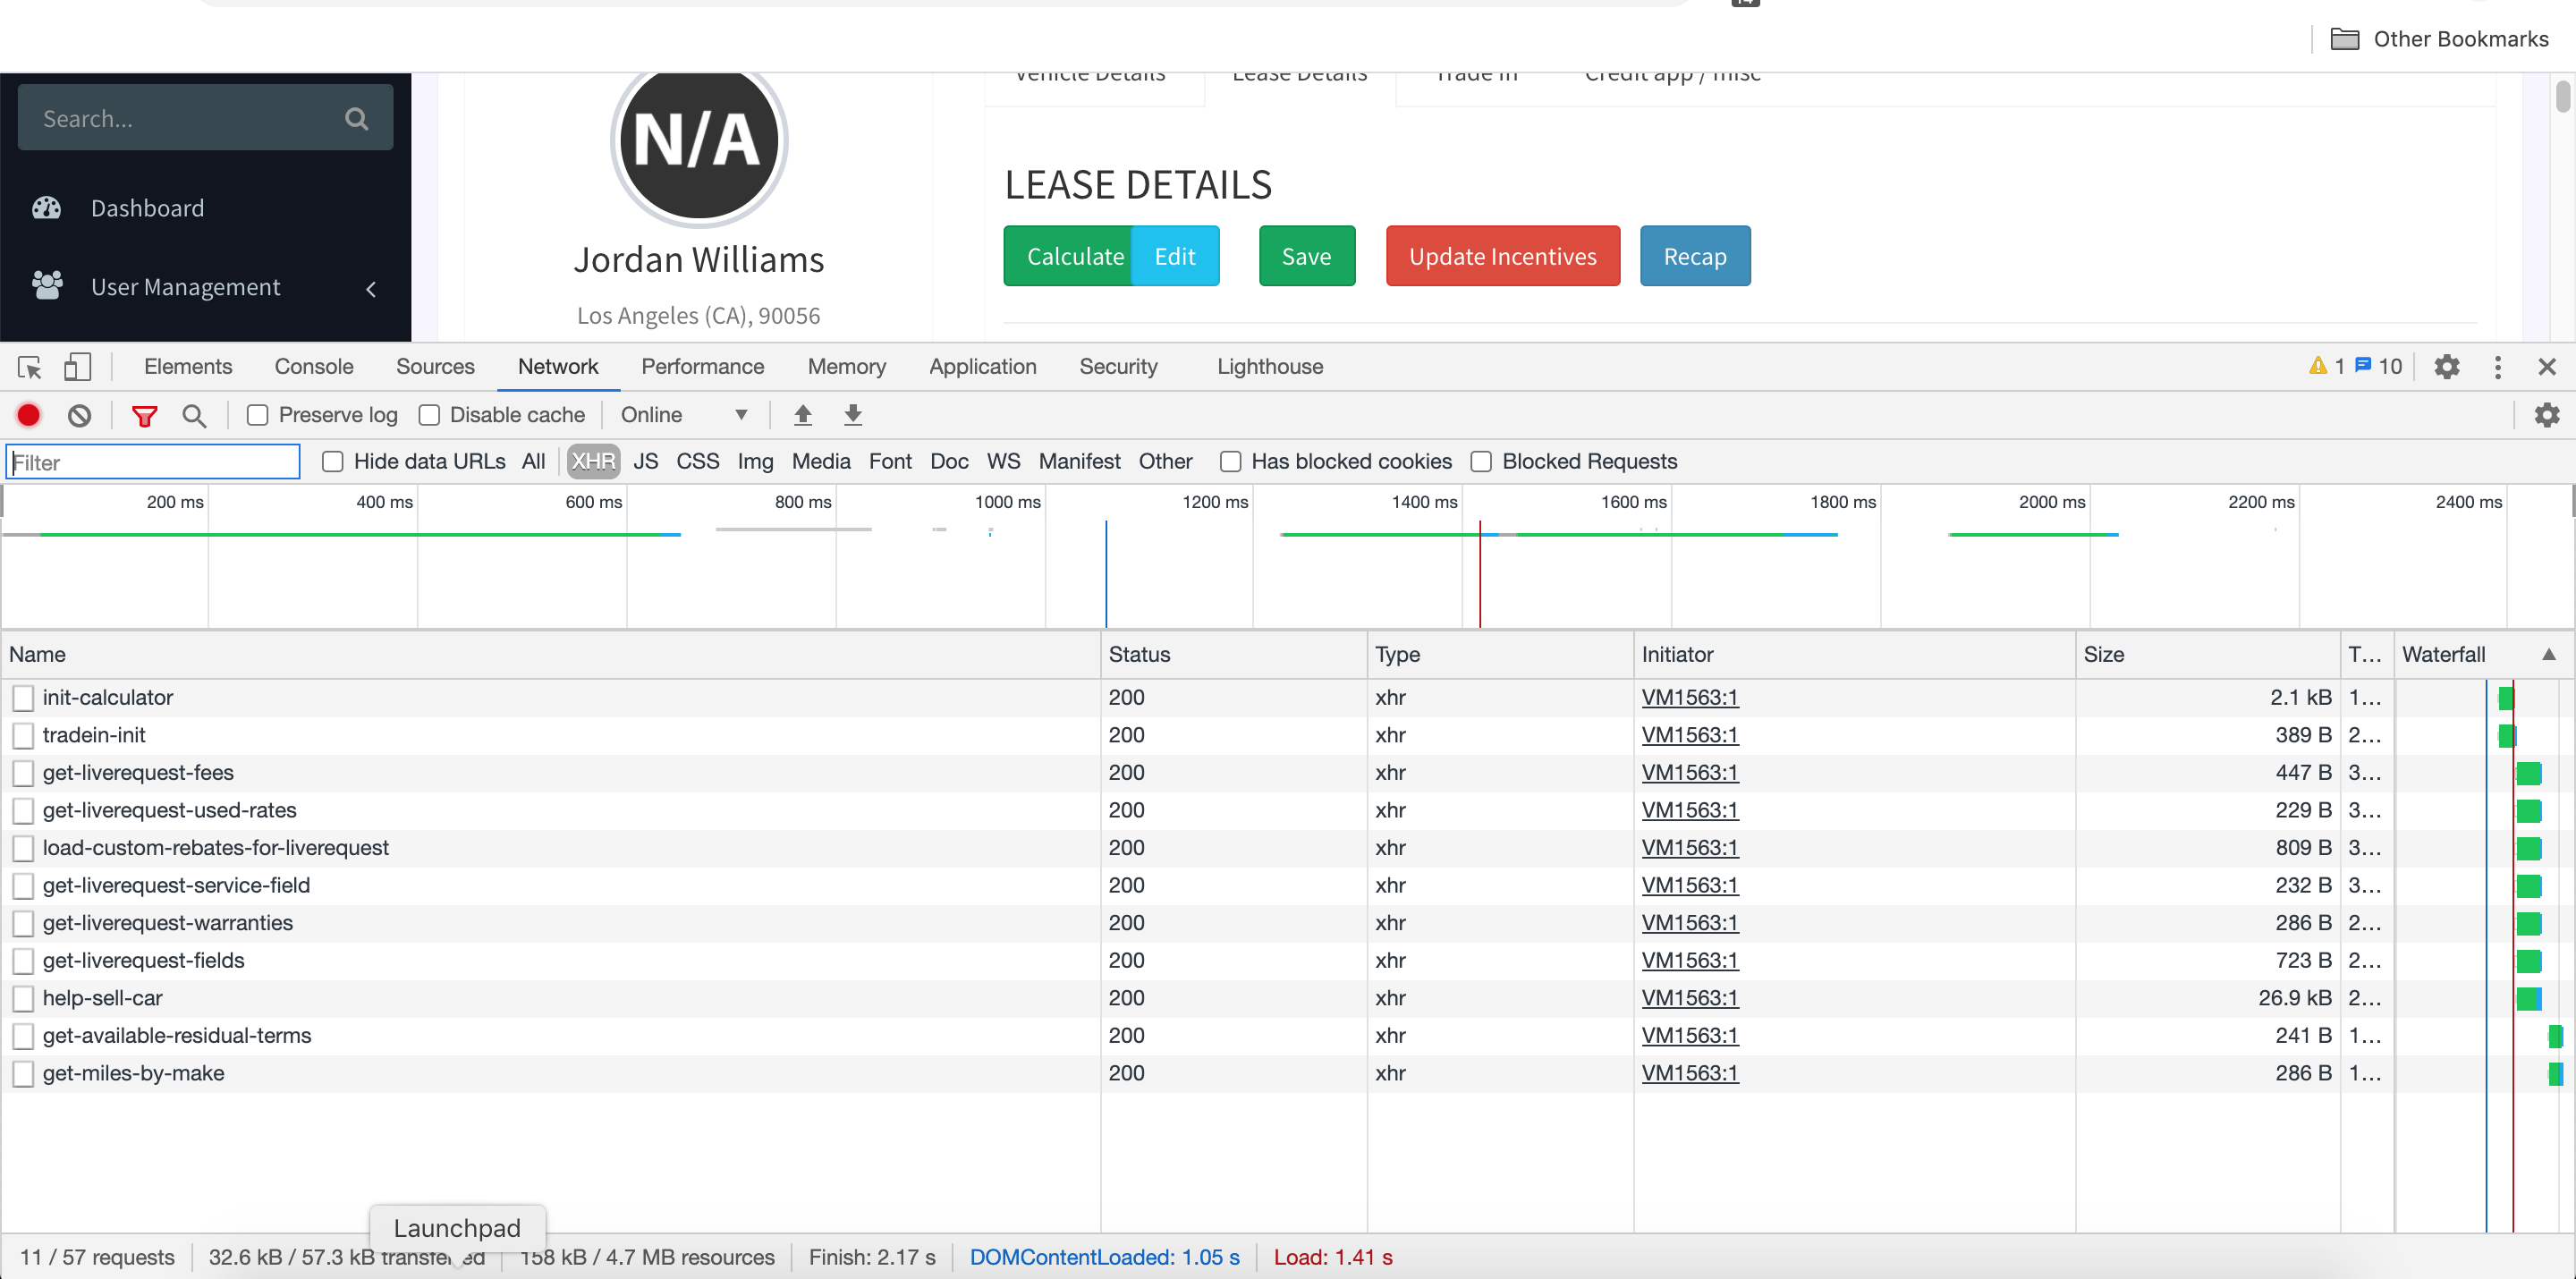 Other Bookmarks
Search...
Dashboard
User Management
N/A
Jordan Williams
Los Angeles (CA), 90056
Vehicle Details Lease Details Trade In Credit app / misc
LEASE DETAILS
Calculate Edit Save Update Incentives Recap
Elements Console Sources Network Performance Memory Application Security Lighthouse 1 10
Preserve log Disable cache Online
Filter Hide data URLs All XHR JS CSS Img Media Font Doc WS Manifest Other Has blocked cookies Blocked Requests
200 ms 400 ms 600 ms 800 ms 1000 ms 1200 ms 1400 ms 1600 ms 1800 ms 2000 ms 2200 ms 2400 ms
Name Status Type Initiator Size T... Waterfall
init-calculator 200 xhr VM1563:1 2.1 kB 1...
tradein-init 200 xhr VM1563:1 389 B 2...
get-liverequest-fees 200 xhr VM1563:1 447 B 3...
get-liverequest-used-rates 200 xhr VM1563:1 229 B 3...
load-custom-rebates-for-liverequest 200 xhr VM1563:1 809 B 3...
get-liverequest-service-field 200 xhr VM1563:1 232 B 3...
get-liverequest-warranties 200 xhr VM1563:1 286 B 2...
get-liverequest-fields 200 xhr VM1563:1 723 B 2...
help-sell-car 200 xhr VM1563:1 26.9 kB 2...
get-available-residual-terms 200 xhr VM1563:1 241 B 1...
get-miles-by-make 200 xhr VM1563:1 286 B 1...
Launchpad
11 / 57 requests 32.6 kB / 57.3 kB transferred 158 kB / 4.7 MB resources Finish: 2.17 s DOMContentLoaded: 1.05 s Load: 1.41 s